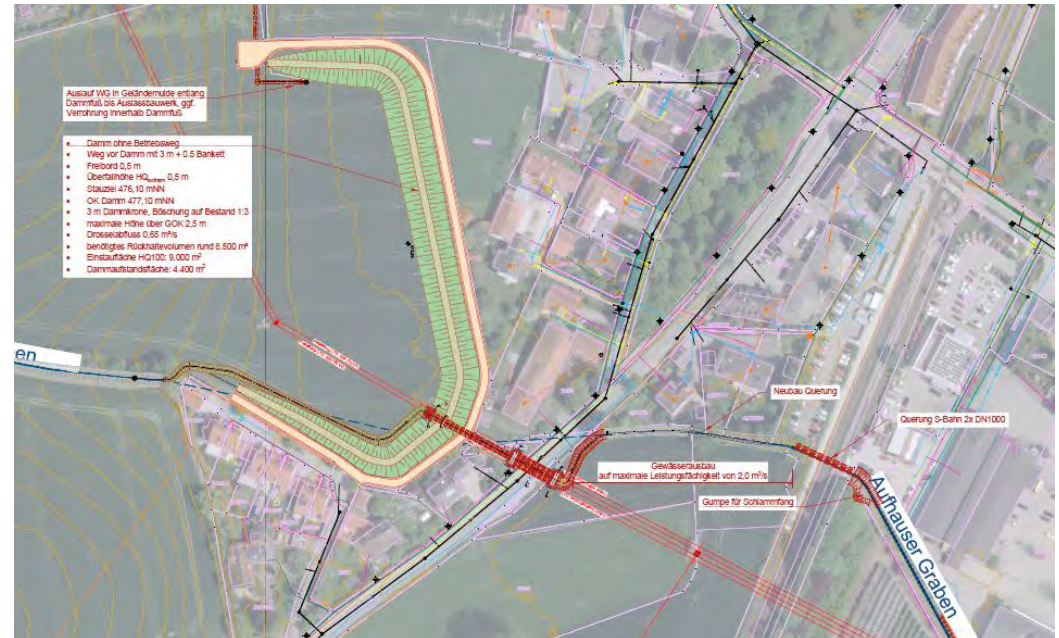 Auslauf WG in Geländemulde entlang
Dammfuß bis Auslassbauwerk, ggf.
Verrohrung innerhalb Dammfuß
Damm ohne Betriebsweg
Weg vor Damm mit 3 m + 0.5 Bankett
Freibord 0,5 m
Überfallhöhe HQextrem 0,5 m
Stauziel 476,10 mNN
OK Damm 477,10 mNN
3 m Dammkrone, Böschung auf Bestand 1:3
maximale Höhe über GOK 2,5 m
Drosselabfluss 0,65 m³/s
benötigtes Rückhaltevolumen rund 8.500 m³
Einstaufläche HQ100: 9.000 m²
Dammaufstandsfläche: 4.400 m²
en
Neubau Querung
Querung S-Bahn 2x DN1000
Gewässerausbau
auf maximale Leistungsfähigkeit von 2,0 m³/s
Gumpe für Schlammfang
Aufhauser Graben